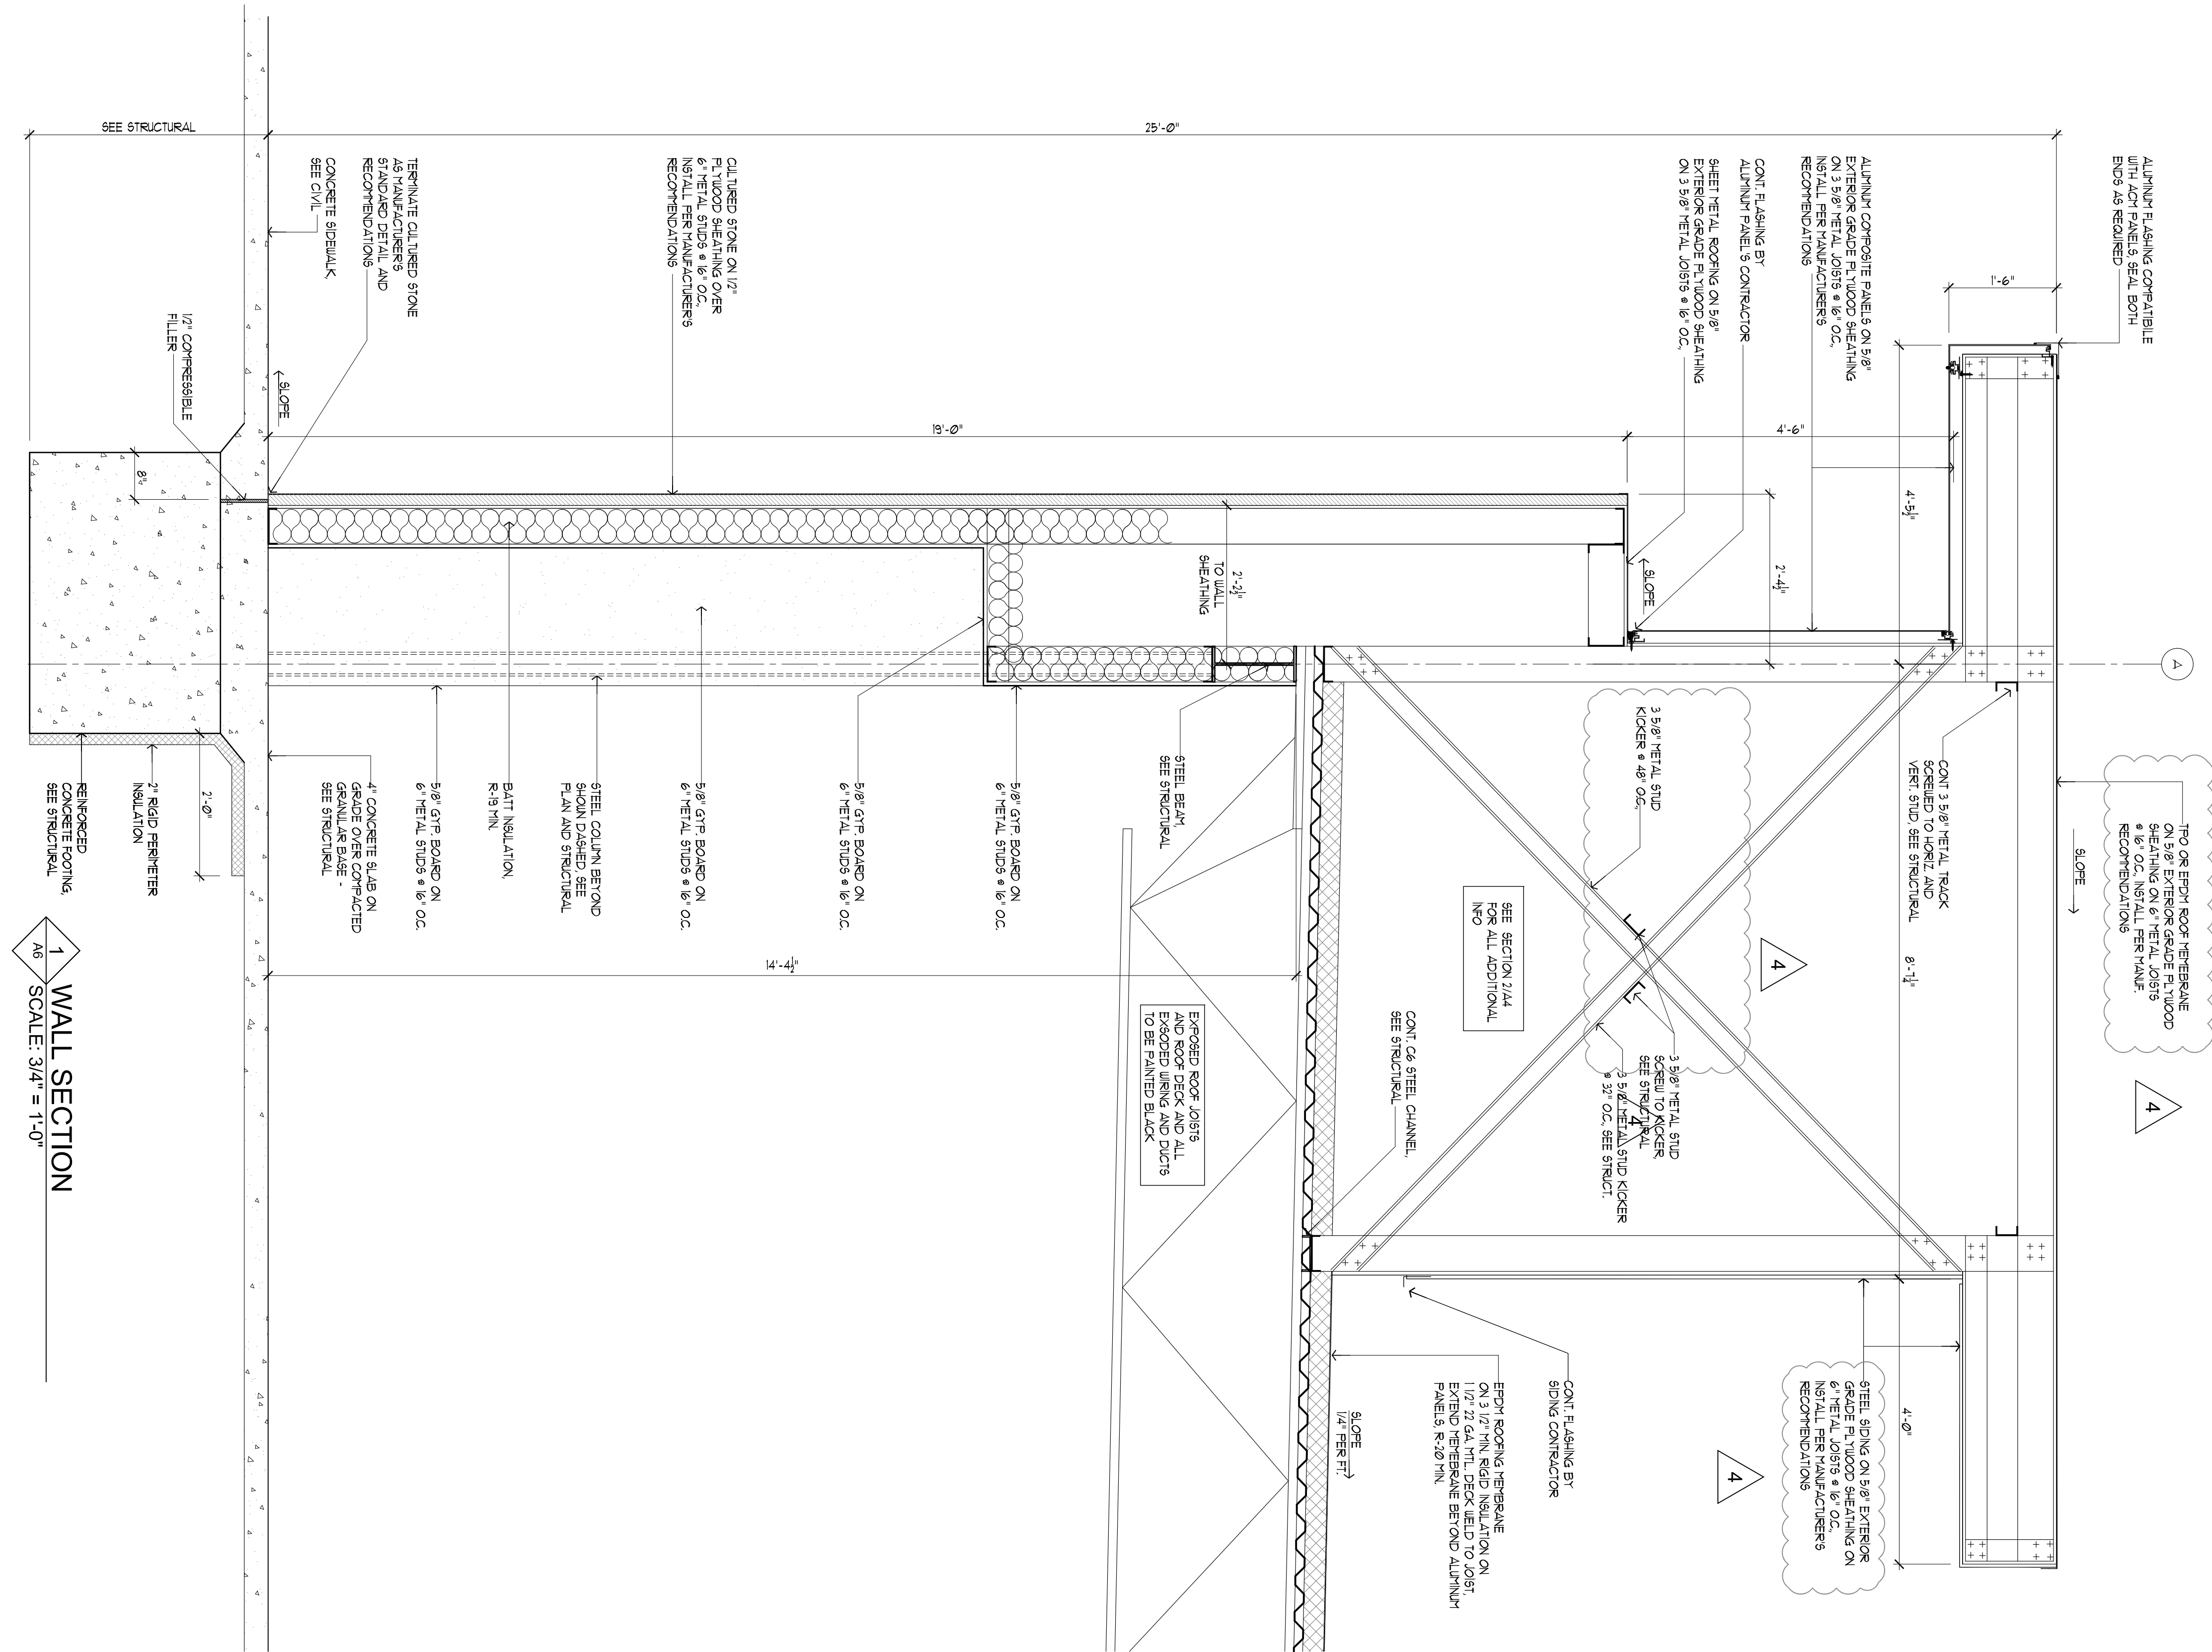 ALUMINUM FLASHING COMPATIBILE
WITH ACM PANELS, SEAL BOTH
ENDS AS REQUIRED
1'-6"
25'-0"
SEE STRUCTURAL
ALUMINUM COMPOSITE PANELS ON 5/8"
EXTERIOR GRADE PLYWOOD SHEATHING
ON 3 5/8" METAL JOISTS @ 16" O.C.,
INSTALL PER MANUFACTURER'S
RECOMMENDATIONS
CONT. FLASHING BY
ALUMINUM PANEL'S CONTRACTOR
SHEET METAL ROOFING ON 5/8"
EXTERIOR GRADE PLYWOOD SHEATHING
ON 3 5/8" METAL JOISTS @ 16" O.C.,
CULTURED STONE ON 1/2"
PLYWOOD SHEATHING OVER
6" METAL STUDS @ 16" O.C.,
INSTALL PER MANUFACTURER'S
RECOMMENDATIONS
TERMINATE CULTURED STONE
AS MANUFACTURER'S
STANDARD DETAIL AND
RECOMMENDATIONS
CONCRETE SIDEWALK,
SEE CIVIL
1/2" COMPRESSIBLE
FILLER
SLOPE
8"
19'-0"
4'-6"
4'-5½"
2'-4½"
SLOPE
2'-2½"
TO WALL
SHEATHING
A
TPO OR EPDM ROOF MEMEBRANE
ON 5/8" EXTERIOR GRADE PLYWOOD
SHEATHING ON 6" METAL JOISTS
@ 16" O.C., INSTALL PER MANUF.
RECOMMENDATIONS
4
SLOPE
CONT 3 5/8" METAL TRACK
SCREWED TO HORIZ. AND
VERT. STUD, SEE STRUCTURAL
8'-7¼"
4
3 5/8" METAL STUD
KICKER @ 48" O.C.,
3 5/8" METAL STUD
SCREW TO KICKER,
SEE STRUCTURAL
4
3 5/8" METAL STUD KICKER
@ 32" O.C., SEE STRUCT.
SEE SECTION 2/A4
FOR ALL ADDITIONAL
INFO
CONT. C6 STEEL CHANNEL,
SEE STRUCTURAL
EXPOSED ROOF JOISTS
AND ROOF DECK AND ALL
EXSODED WIRING AND DUCTS
TO BE PAINTED BLACK
STEEL BEAM,
SEE STRUCTURAL
5/8" GYP. BOARD ON
6" METAL STUDS @ 16" O.C.
5/8" GYP. BOARD ON
6" METAL STUDS @ 16" O.C.
5/8" GYP. BOARD ON
6" METAL STUDS @ 16" O.C.
STEEL COLUMN BEYOND
SHOWN DASHED, SEE
PLAN AND STRUCTURAL
BATT INSULATION,
R-19 MIN.
5/8" GYP. BOARD ON
6" METAL STUDS @ 16" O.C.
4" CONCRETE SLAB ON
GRADE OVER COMPACTED
GRANULAR BASE -
SEE STRUCTURAL
2'-0"
2" RIGID PERIMETER
INSULATION
REINFORCED
CONCRETE FOOTING,
SEE STRUCTURAL
14'-4½"
STEEL SIDING ON 5/8" EXTERIOR
GRADE PLYWOOD SHEATHING ON
6" METAL JOISTS @ 16" O.C.,
INSTALL PER MANUFACTURER'S
RECOMMENDATIONS
4'-0"
4
CONT. FLASHING BY
SIDING CONTRACTOR
EPDM ROOFING MEMBRANE
ON 3 1/2" MIN. RIGID INSULATION ON
1 1/2" 22 GA. MTL. DECK WELD TO JOIST,
EXTEND MEMEBRANE BEYOND ALUMINUM
PANELS, R-20 MIN.
SLOPE
1/4" PER FT.
1
A6
WALL SECTION
SCALE: 3/4" = 1'-0"